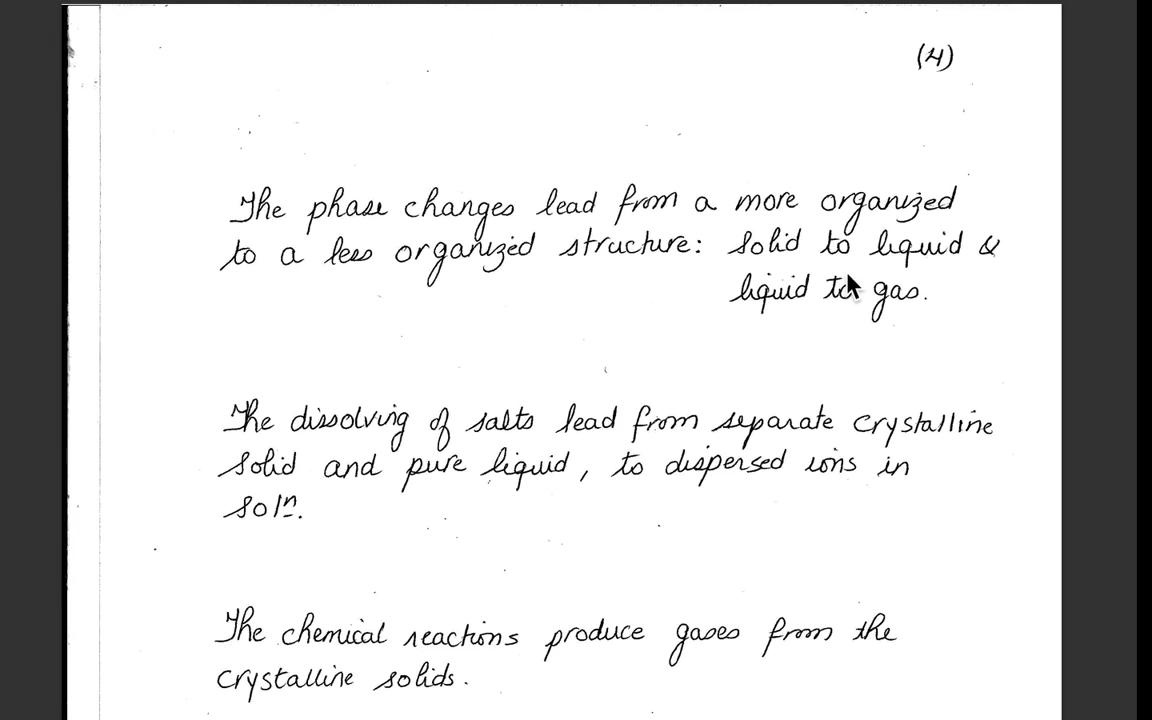 (4)
The phase changes lead from a more organized
to a less organized structure: Solid to liquid &
liquid to gas.
The dissolving of salts lead from separate crystalline
solid and pure liquid, to dispersed ions in
Solⁿ.
The chemical reactions produce gases from the
crystalline solids.